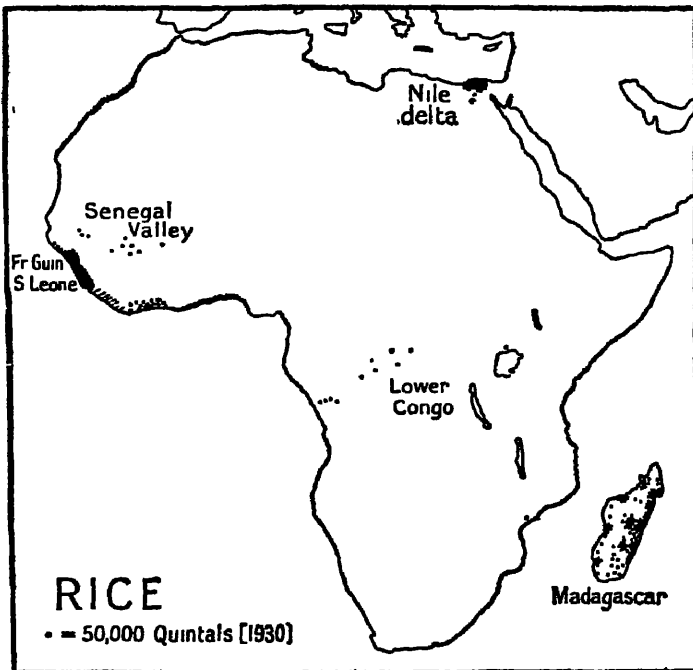 Nile
delta
Senegal
Valley
Fr Guin
S Leone
Lower
Congo
Madagascar
RICE
• = 50,000 Quintals [1930]